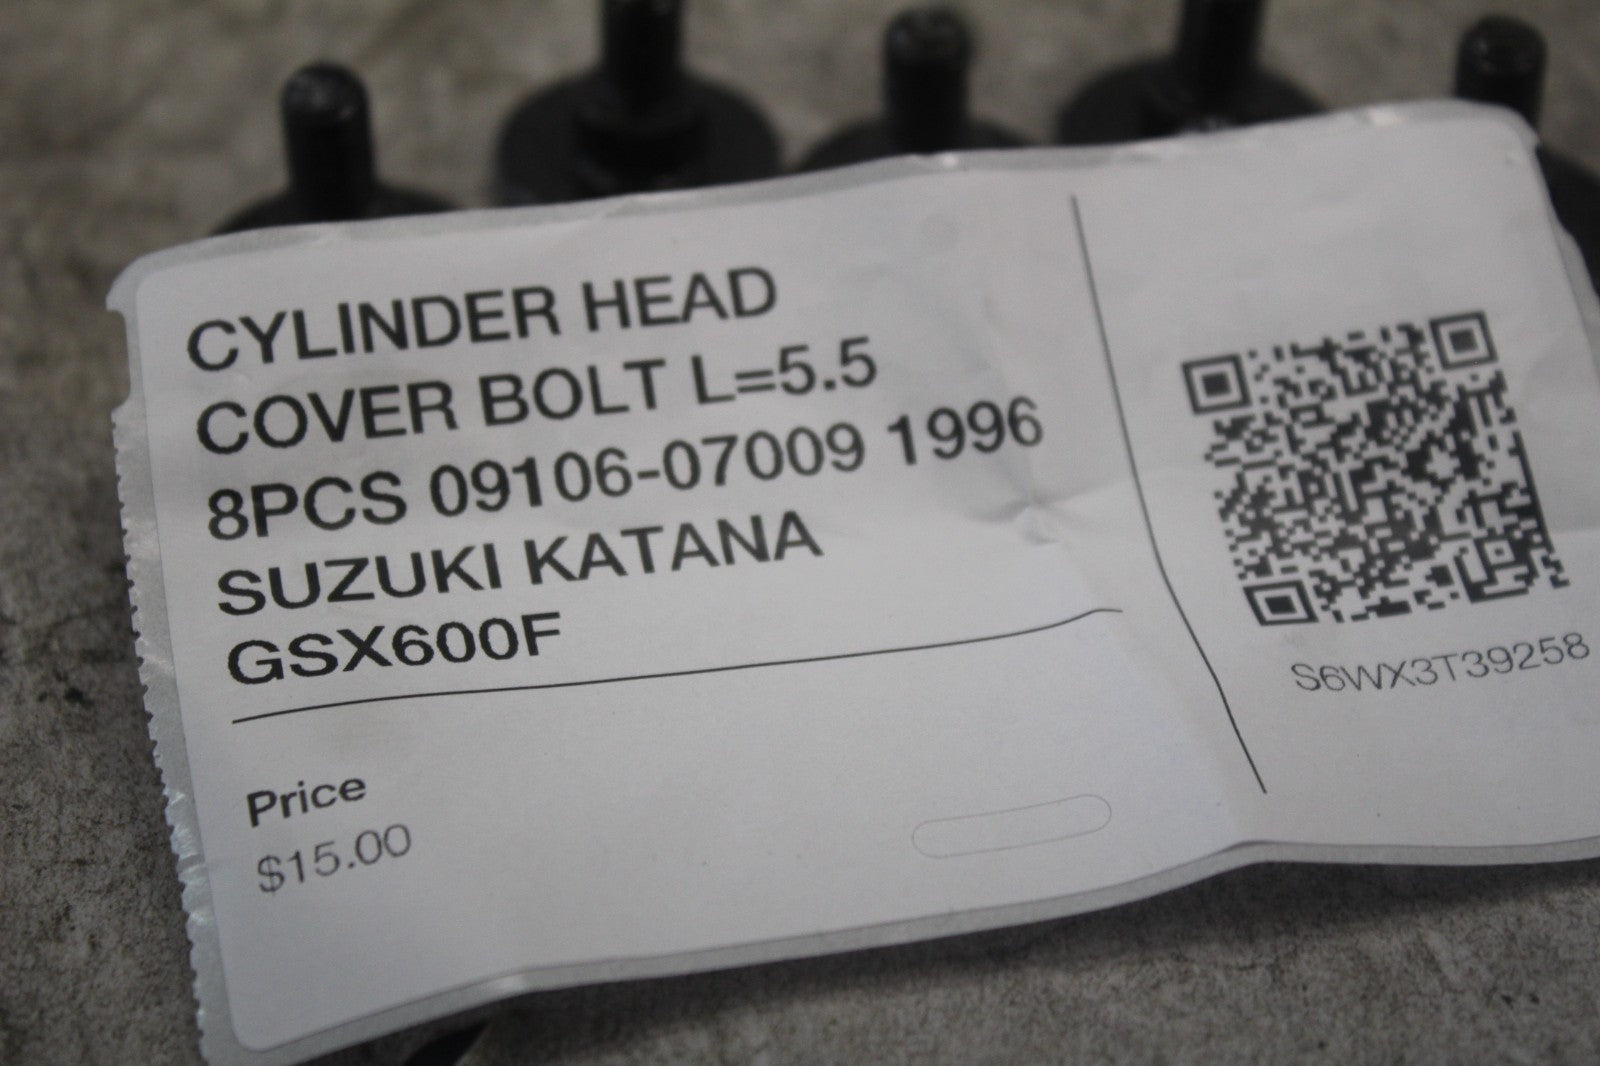 CYLINDER HEAD
COVER BOLT L=5.5
8PCS 09106-07009 1996
SUZUKI KATANA
GSX600F
Price
$15.00
S6WX3T39258